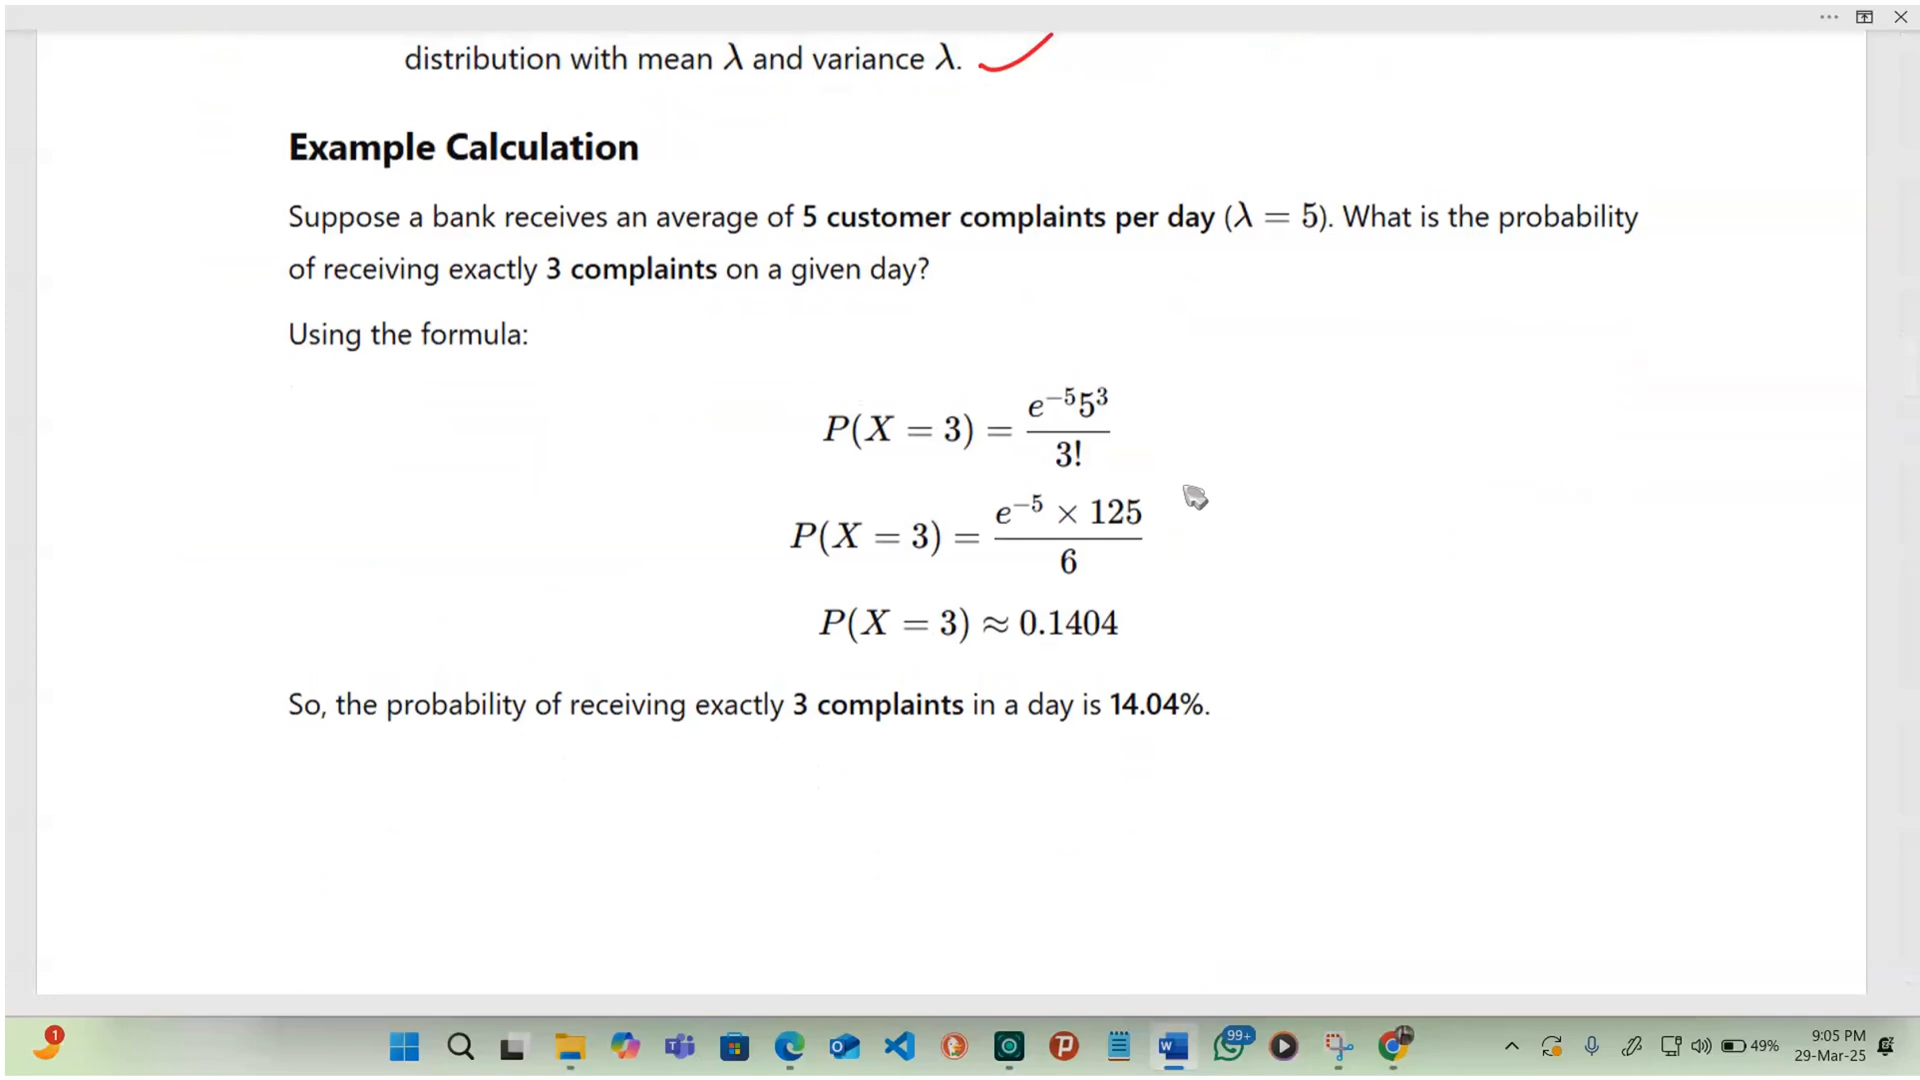 distribution with mean λ and variance λ.
Example Calculation
Suppose a bank receives an average of 5 customer complaints per day (λ = 5). What is the probability
of receiving exactly 3 complaints on a given day?
Using the formula:
P(X = 3) = e⁻⁵5³ / 3!
P(X = 3) = e⁻⁵ × 125 / 6
P(X = 3) ≈ 0.1404
So, the probability of receiving exactly 3 complaints in a day is 14.04%.
1
99+
49%
9:05 PM
29-Mar-25